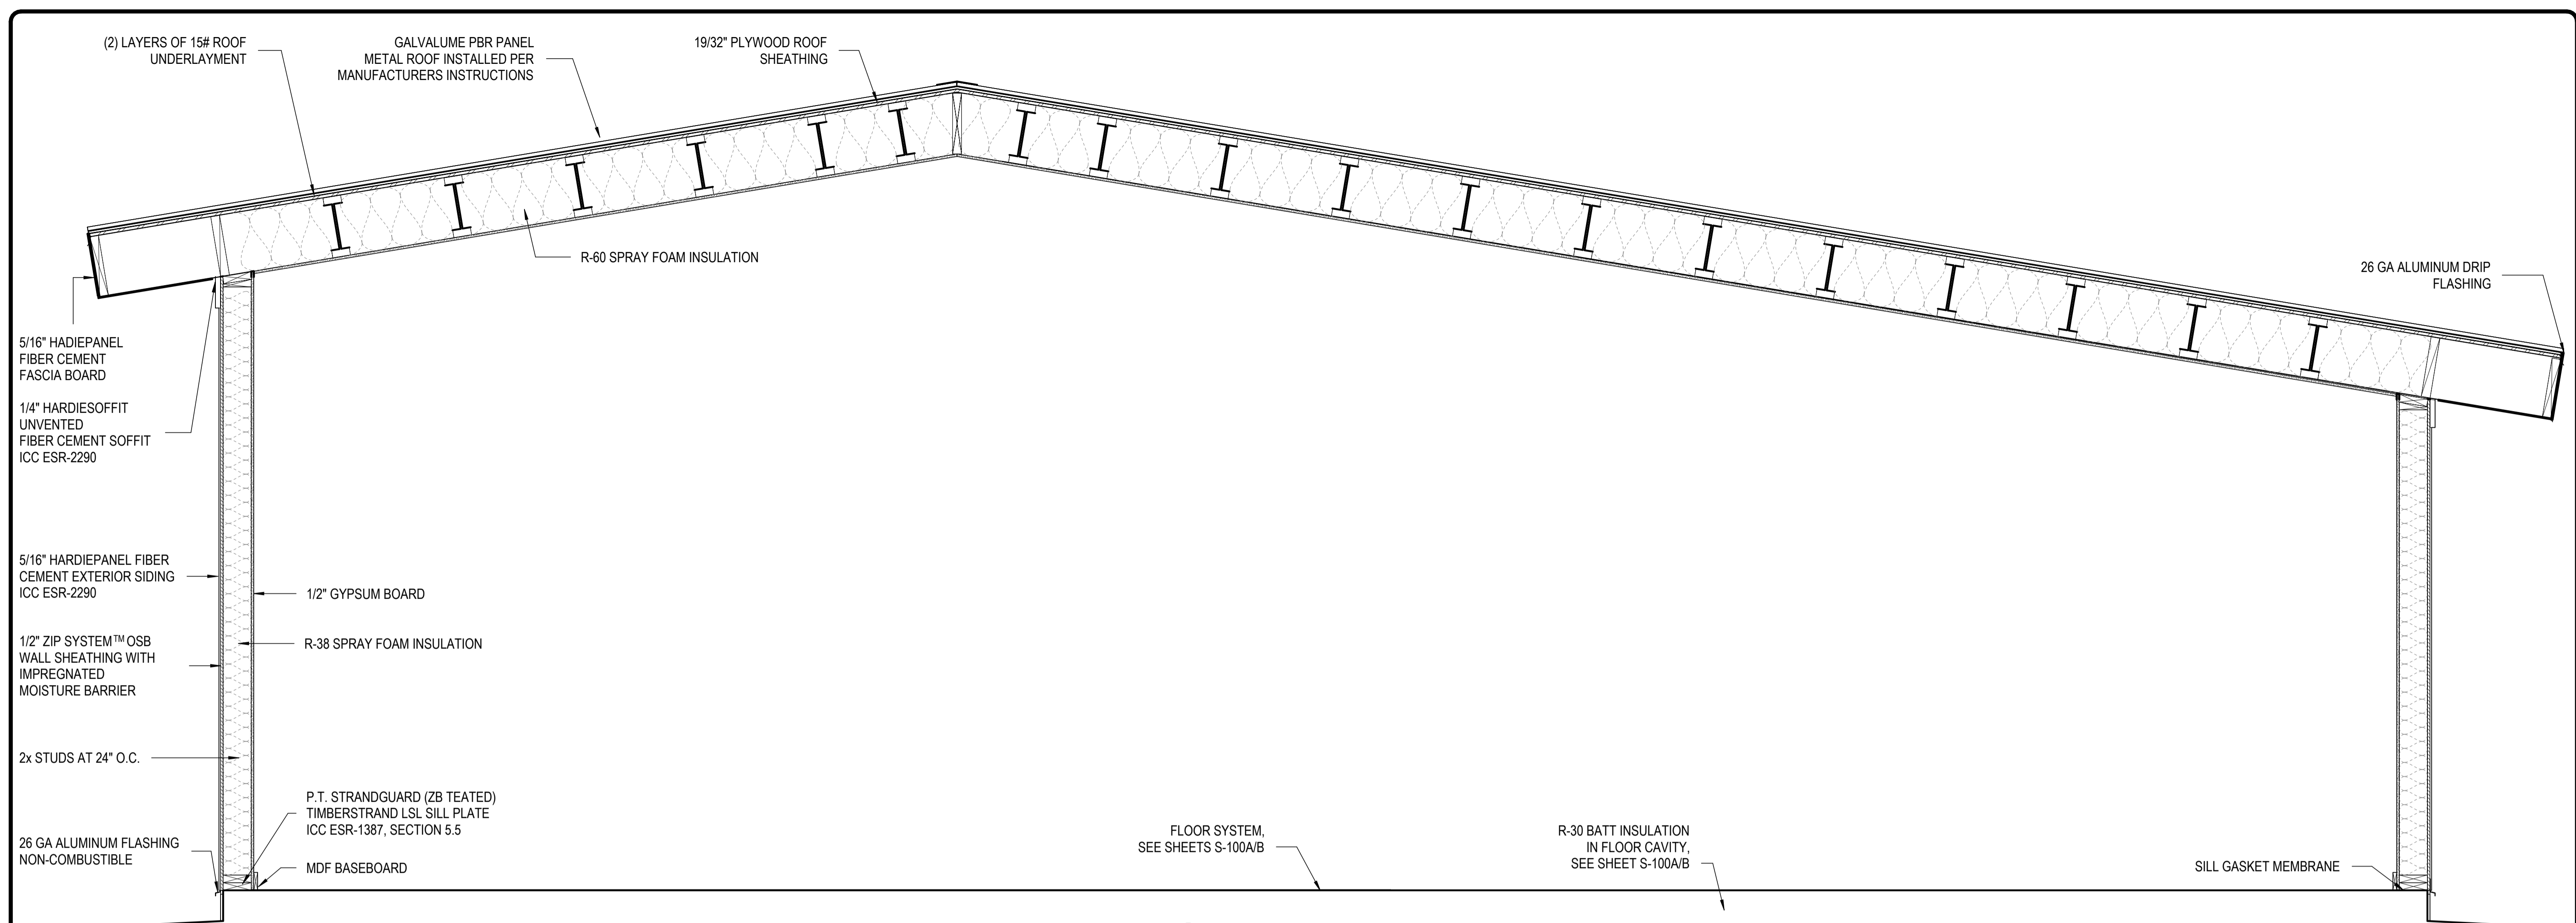 (2) LAYERS OF 15# ROOF
UNDERLAYMENT
GALVALUME PBR PANEL
METAL ROOF INSTALLED PER
MANUFACTURERS INSTRUCTIONS
19/32" PLYWOOD ROOF
SHEATHING
R-60 SPRAY FOAM INSULATION
26 GA ALUMINUM DRIP
FLASHING
5/16" HADIEPANEL
FIBER CEMENT
FASCIA BOARD
1/4" HARDIESOFFIT
UNVENTED
FIBER CEMENT SOFFIT
ICC ESR-2290
5/16" HARDIEPANEL FIBER
CEMENT EXTERIOR SIDING
ICC ESR-2290
1/2" GYPSUM BOARD
1/2" ZIP SYSTEM™ OSB
WALL SHEATHING WITH
IMPREGNATED
MOISTURE BARRIER
R-38 SPRAY FOAM INSULATION
2x STUDS AT 24" O.C.
P.T. STRANDGUARD (ZB TEATED)
TIMBERSTRAND LSL SILL PLATE
ICC ESR-1387, SECTION 5.5
26 GA ALUMINUM FLASHING
NON-COMBUSTIBLE
MDF BASEBOARD
FLOOR SYSTEM,
SEE SHEETS S-100A/B
R-30 BATT INSULATION
IN FLOOR CAVITY,
SEE SHEET S-100A/B
SILL GASKET MEMBRANE